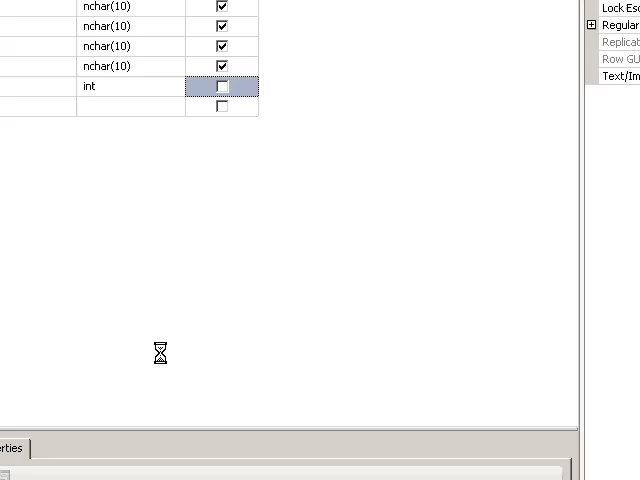 nchar(10)
Lock Esc
nchar(10)
Regular
nchar(10)
Replicat
nchar(10)
Row GU
int
Text/Im
erties